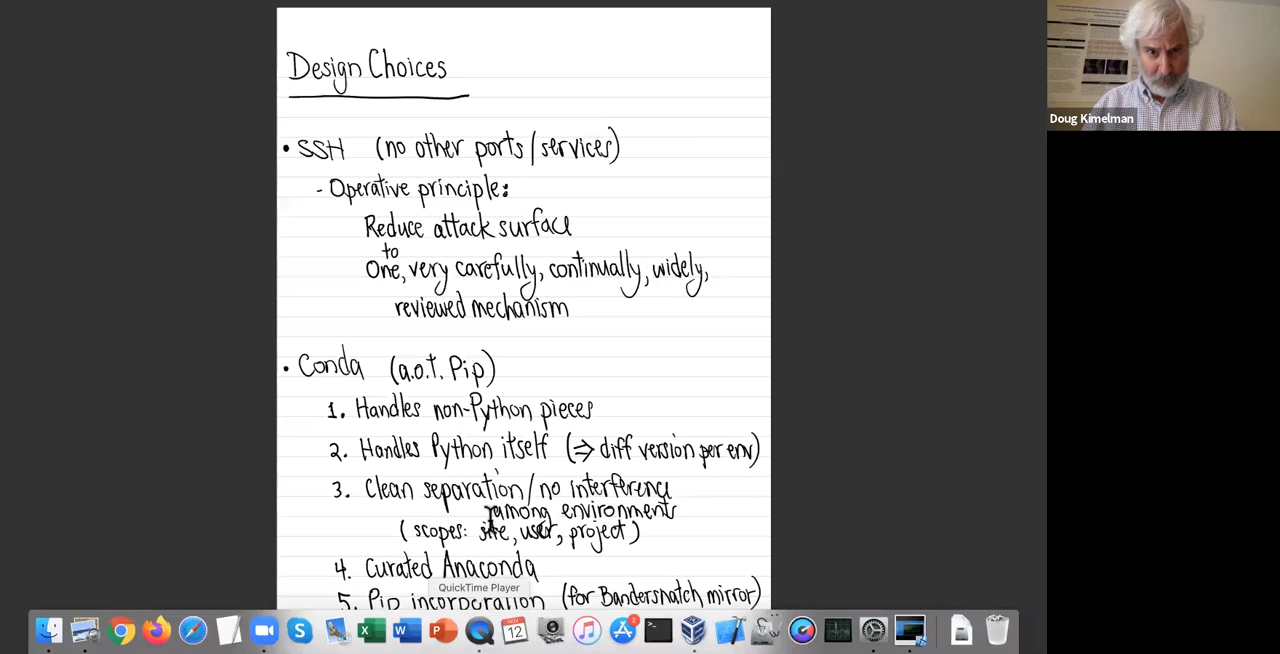 Design Choices
• SSH (no other ports/services)
- Operative principle:
Reduce attack surface
to
One, very carefully, continually, widely,
reviewed mechanism
• Conda (a.o.t. Pip)
1. Handles non-Python pieces
2. Handles Python itself (⇒ diff version per env)
3. Clean separation/no interference
among environments
(scopes: site, user, project)
4. Curated Anaconda
5. Pip incorporation (for Bandersnatch mirror)
QuickTime Player
Doug Kimelman
NOV
12
2